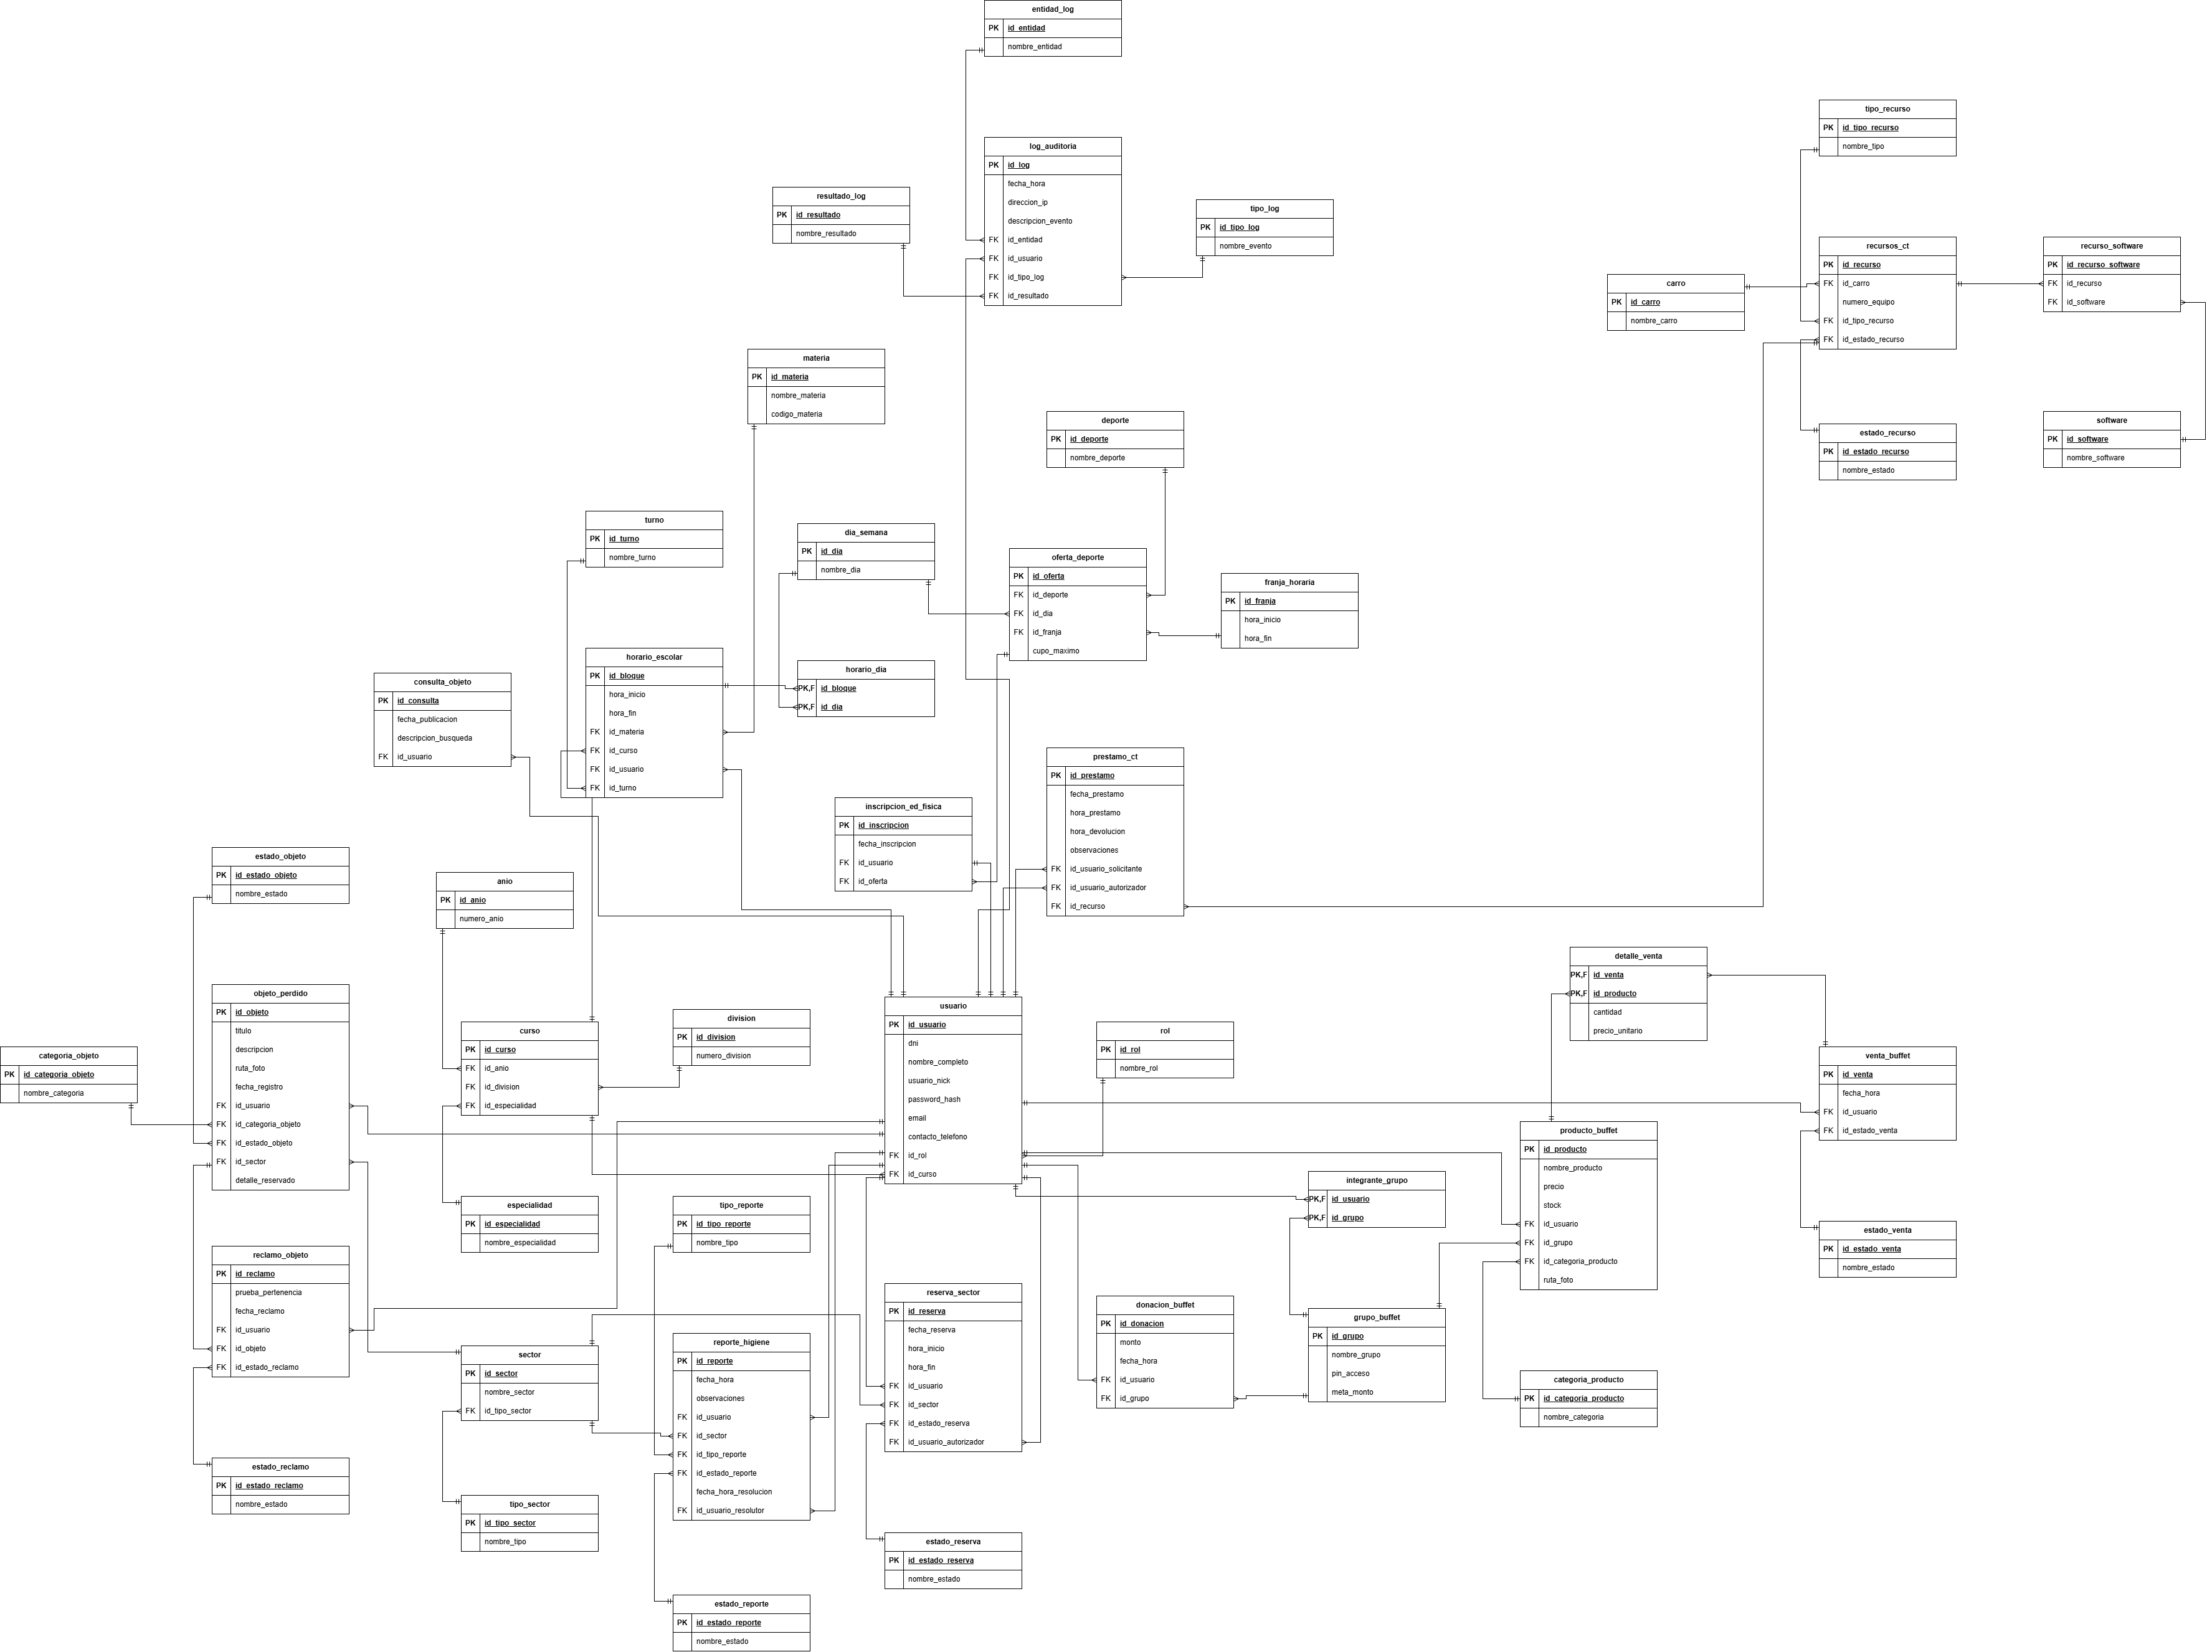 entidad_log
PK id_entidad
nombre_entidad
tipo_recurso
PK id_tipo_recurso
nombre_tipo
log_auditoria
PK id_log
fecha_hora
direccion_ip
descripcion_evento
FK id_entidad
FK id_usuario
FK id_tipo_log
FK id_resultado
resultado_log
PK id_resultado
nombre_resultado
tipo_log
PK id_tipo_log
nombre_evento
recursos_ct
PK id_recurso
FK id_carro
numero_equipo
FK id_tipo_recurso
FK id_estado_recurso
recurso_software
PK id_recurso_software
FK id_recurso
FK id_software
carro
PK id_carro
nombre_carro
materia
PK id_materia
nombre_materia
codigo_materia
deporte
PK id_deporte
nombre_deporte
estado_recurso
PK id_estado_recurso
nombre_estado
software
PK id_software
nombre_software
turno
PK id_turno
nombre_turno
dia_semana
PK id_dia
nombre_dia
oferta_deporte
PK id_oferta
FK id_deporte
FK id_dia
FK id_franja
cupo_maximo
franja_horaria
PK id_franja
hora_inicio
hora_fin
horario_escolar
PK id_bloque
hora_inicio
hora_fin
FK id_materia
FK id_curso
FK id_usuario
FK id_turno
horario_dia
PK,F id_bloque
PK,F id_dia
consulta_objeto
PK id_consulta
fecha_publicacion
descripcion_busqueda
FK id_usuario
prestamo_ct
PK id_prestamo
fecha_prestamo
hora_prestamo
hora_devolucion
observaciones
FK id_usuario_solicitante
FK id_usuario_autorizador
FK id_recurso
inscripcion_ed_fisica
PK id_inscripcion
fecha_inscripcion
FK id_usuario
FK id_oferta
estado_objeto
PK id_estado_objeto
nombre_estado
anio
PK id_anio
numero_anio
detalle_venta
PK,F id_venta
PK,F id_producto
cantidad
precio_unitario
objeto_perdido
PK id_objeto
titulo
descripcion
ruta_foto
fecha_registro
FK id_usuario
FK id_categoria_objeto
FK id_estado_objeto
FK id_sector
detalle_reservado
usuario
PK id_usuario
dni
nombre_completo
usuario_nick
password_hash
email
contacto_telefono
FK id_rol
FK id_curso
division
PK id_division
numero_division
curso
PK id_curso
FK id_anio
FK id_division
FK id_especialidad
rol
PK id_rol
nombre_rol
categoria_objeto
PK id_categoria_objeto
nombre_categoria
venta_buffet
PK id_venta
fecha_hora
FK id_usuario
FK id_estado_venta
producto_buffet
PK id_producto
nombre_producto
precio
stock
FK id_usuario
FK id_grupo
FK id_categoria_producto
ruta_foto
integrante_grupo
PK,F id_usuario
PK,F id_grupo
especialidad
PK id_especialidad
nombre_especialidad
tipo_reporte
PK id_tipo_reporte
nombre_tipo
estado_venta
PK id_estado_venta
nombre_estado
reclamo_objeto
PK id_reclamo
prueba_pertenencia
fecha_reclamo
FK id_usuario
FK id_objeto
FK id_estado_reclamo
reserva_sector
PK id_reserva
fecha_reserva
hora_inicio
hora_fin
FK id_usuario
FK id_sector
FK id_estado_reserva
FK id_usuario_autorizador
donacion_buffet
PK id_donacion
monto
fecha_hora
FK id_usuario
FK id_grupo
grupo_buffet
PK id_grupo
nombre_grupo
pin_acceso
meta_monto
reporte_higiene
PK id_reporte
fecha_hora
observaciones
FK id_usuario
FK id_sector
FK id_tipo_reporte
FK id_estado_reporte
fecha_hora_resolucion
FK id_usuario_resolutor
sector
PK id_sector
nombre_sector
FK id_tipo_sector
categoria_producto
PK id_categoria_producto
nombre_categoria
estado_reclamo
PK id_estado_reclamo
nombre_estado
tipo_sector
PK id_tipo_sector
nombre_tipo
estado_reserva
PK id_estado_reserva
nombre_estado
estado_reporte
PK id_estado_reporte
nombre_estado